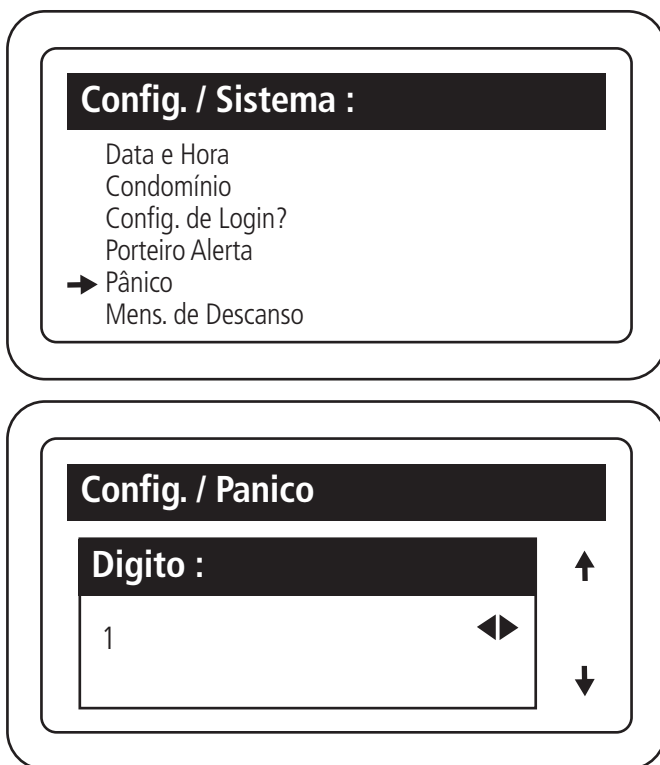 Config. / Sistema :
Data e Hora
Condomínio
Config. de Login?
Porteiro Alerta
Pânico
Mens. de Descanso
Config. / Panico
Digito :
1